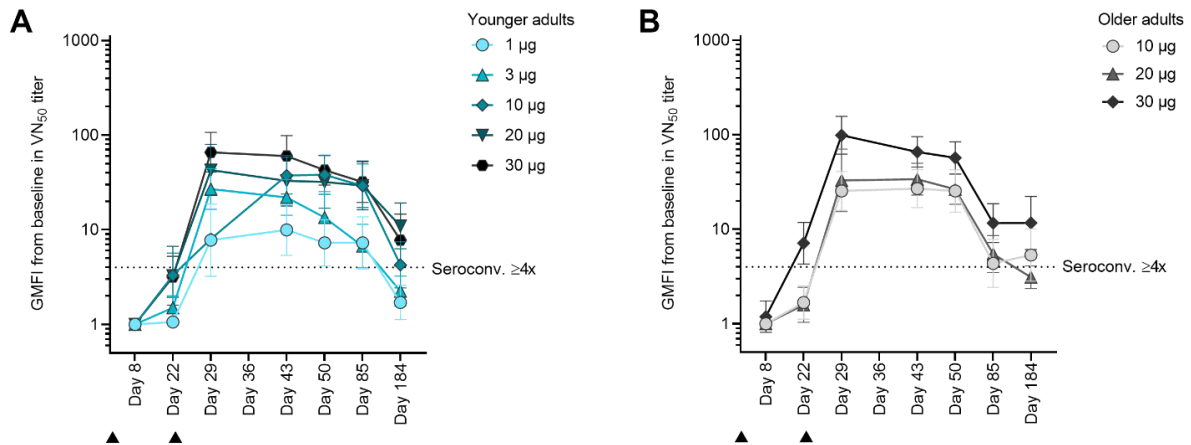 A
GMFI from baseline in VN50 titer
1000
100
10
1
Seroconv. ≥4x
Day 8
Day 22
Day 29
Day 36
Day 43
Day 50
Day 85
Day 184
Younger adults
1 µg
3 µg
10 µg
20 µg
30 µg
B
GMFI from baseline in VN50 titer
1000
100
10
1
Seroconv. ≥4x
Day 8
Day 22
Day 29
Day 36
Day 43
Day 50
Day 85
Day 184
Older adults
10 µg
20 µg
30 µg